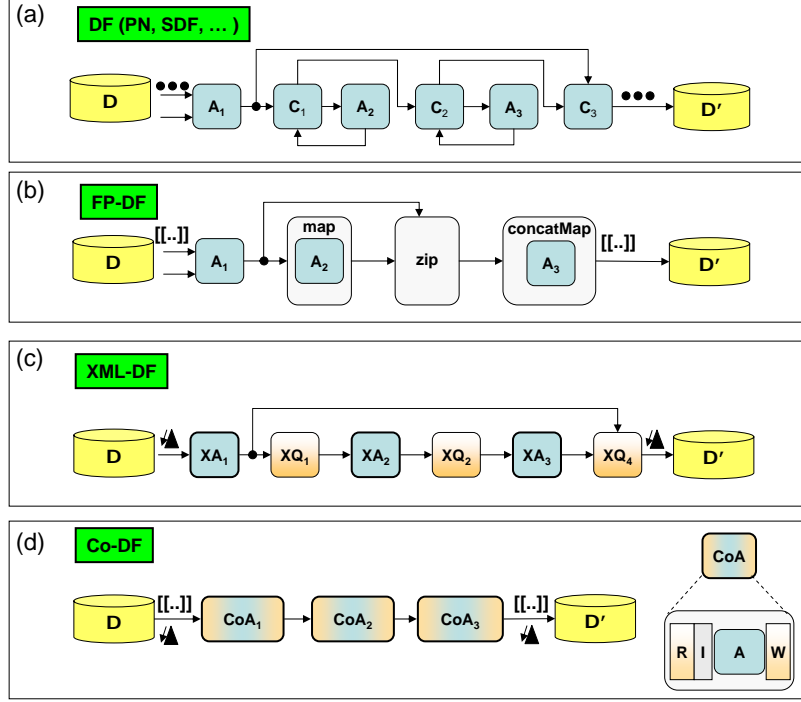 (a)
DF (PN, SDF, … )
D
A1
C1
A2
C2
A3
C3
D'
(b)
FP-DF
D
[[..]]
A1
map
A2
zip
concatMap
A3
[[..]]
D'
(c)
XML-DF
D
XA1
XQ1
XA2
XQ2
XA3
XQ4
D'
(d)
Co-DF
D
[[..]]
CoA1
CoA2
CoA3
[[..]]
D'
CoA
R
I
A
W